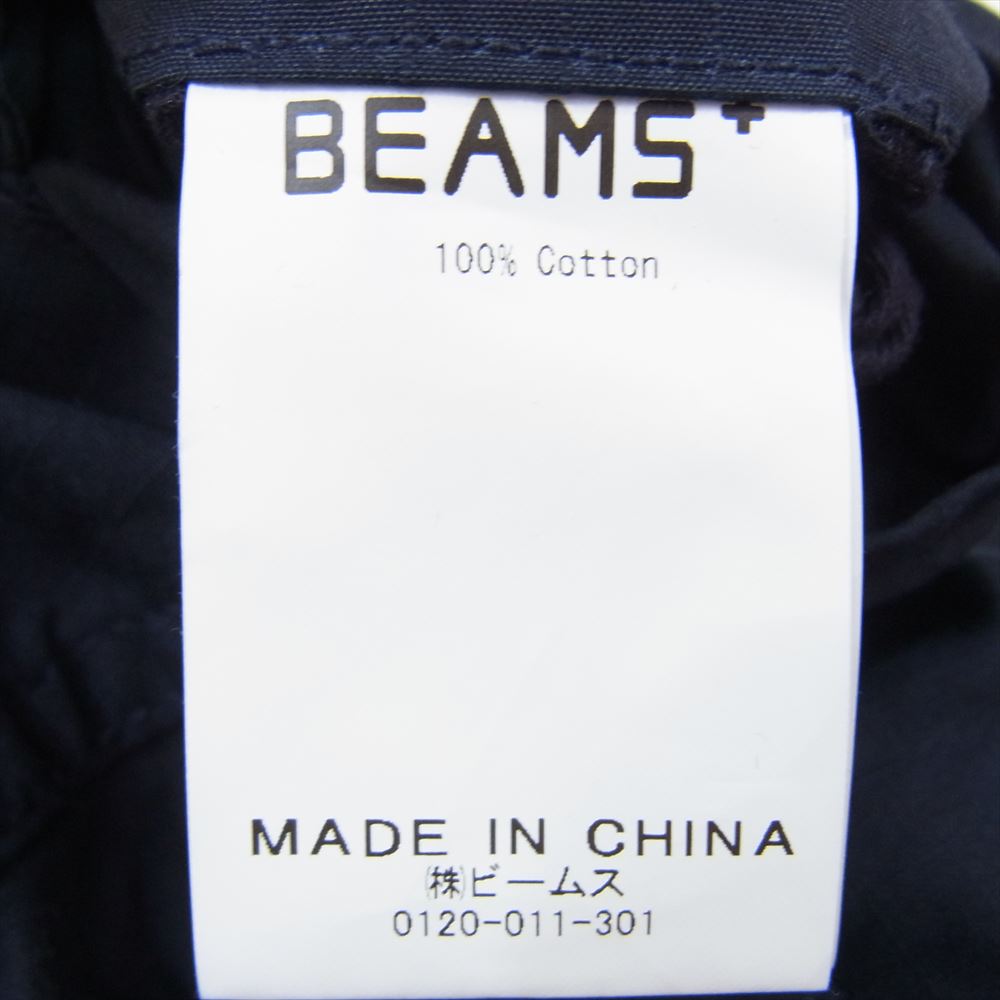 BEAMS+
100% Cotton
MADE IN CHINA
㈱ビームス
0120-011-301